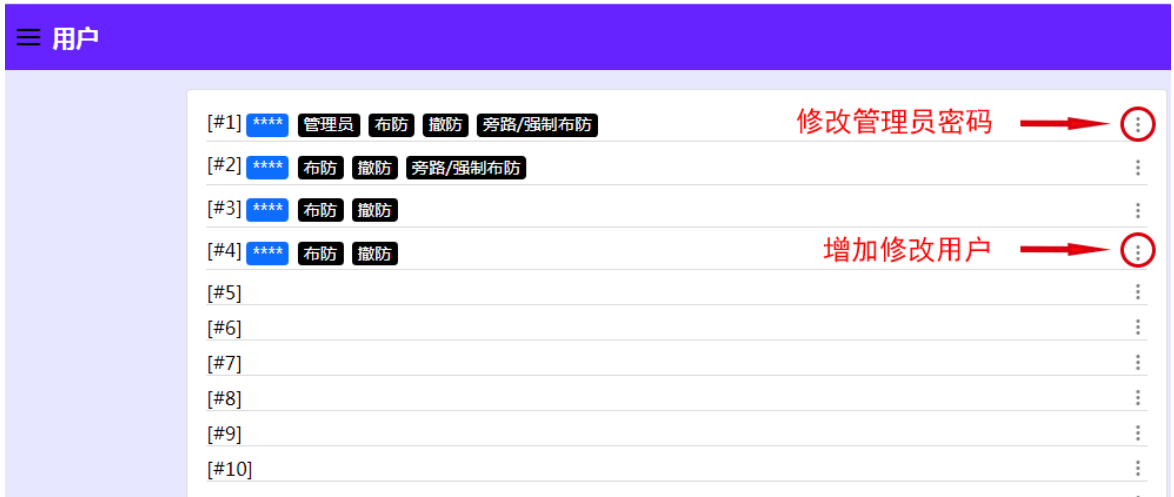 用户
[#1] **** 管理员 布防 撤防 旁路/强制布防 修改管理员密码
[#2] **** 布防 撤防 旁路/强制布防
[#3] **** 布防 撤防
[#4] **** 布防 撤防 增加修改用户
[#5]
[#6]
[#7]
[#8]
[#9]
[#10]